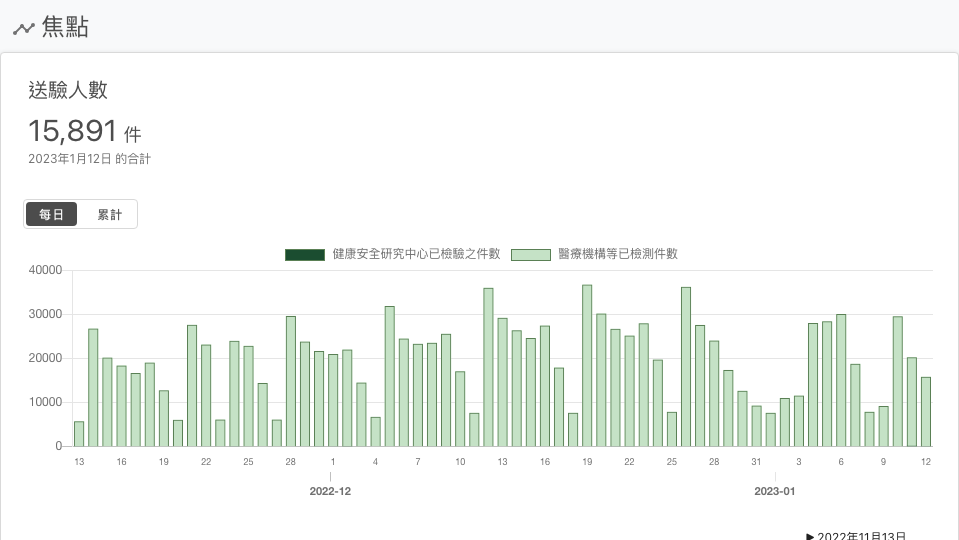 焦點
送驗人數
15,891 件
2023年1月12日 的合計
每日 累計
健康安全研究中心已檢驗之件數 醫療機構等已檢測件數
40000
30000
20000
10000
0
13 16 19 22 25 28 1 4 7 10 13 16 19 22 25 28 31 3 6 9 12
2022-12 2023-01
▶ 2022年11月13日